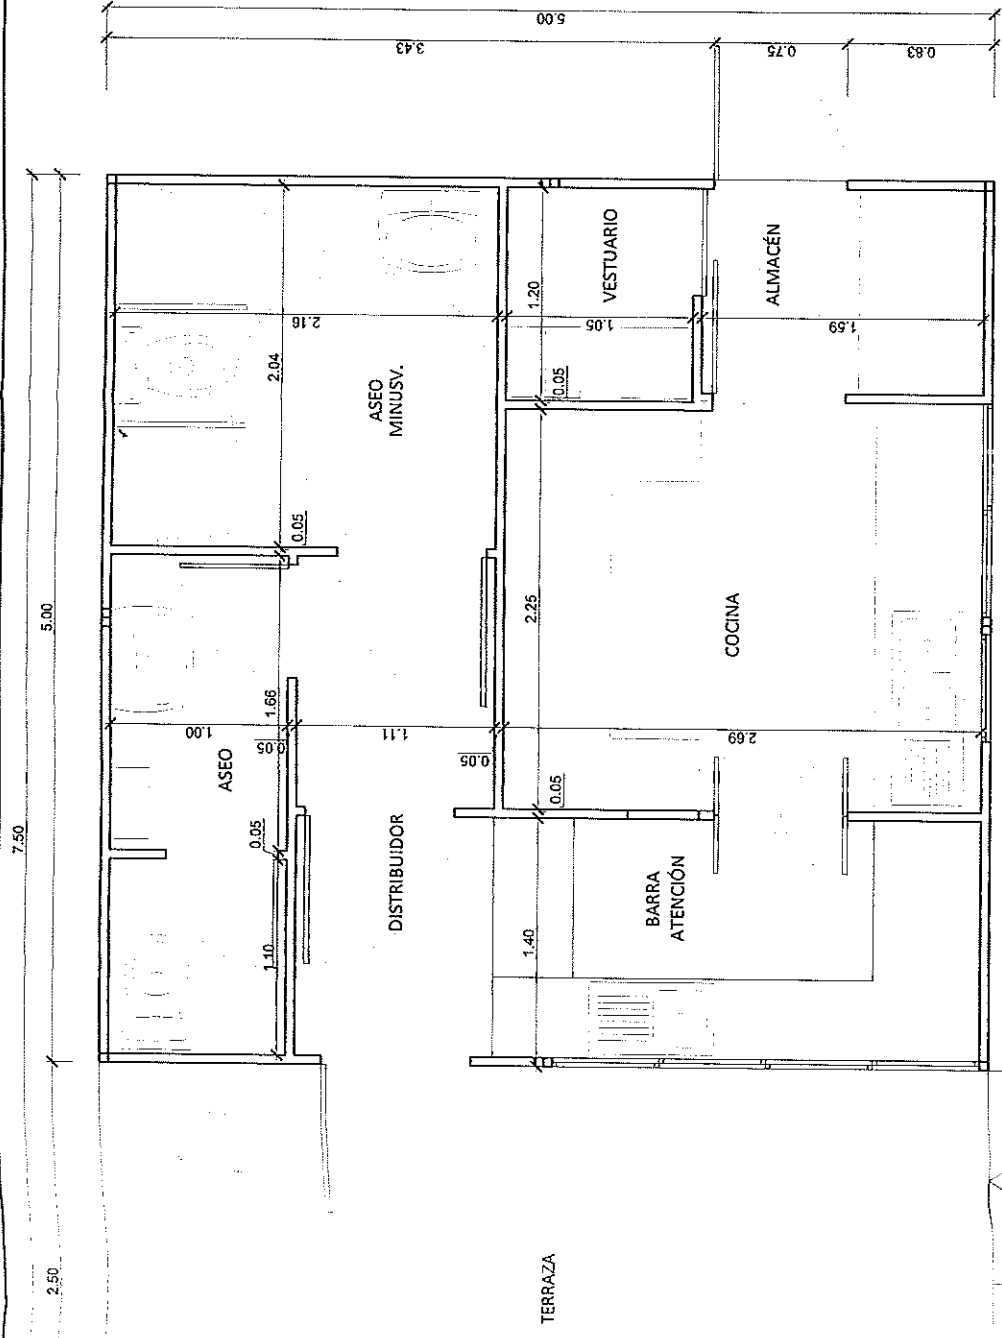 5.00
3.43
0.75
0.83
7.50
5.00
2.50
2.16
2.04
ASEO
MINUSV.
0.05
1.20
VESTUARIO
1.05
0.05
ALMACÉN
1.59
1.00
1.66
0.05
ASEO
1.11
0.05
0.05
1.10
DISTRIBUIDOR
2.25
COCINA
2.69
0.05
1.40
BARRA
ATENCIÓN
TERRAZA